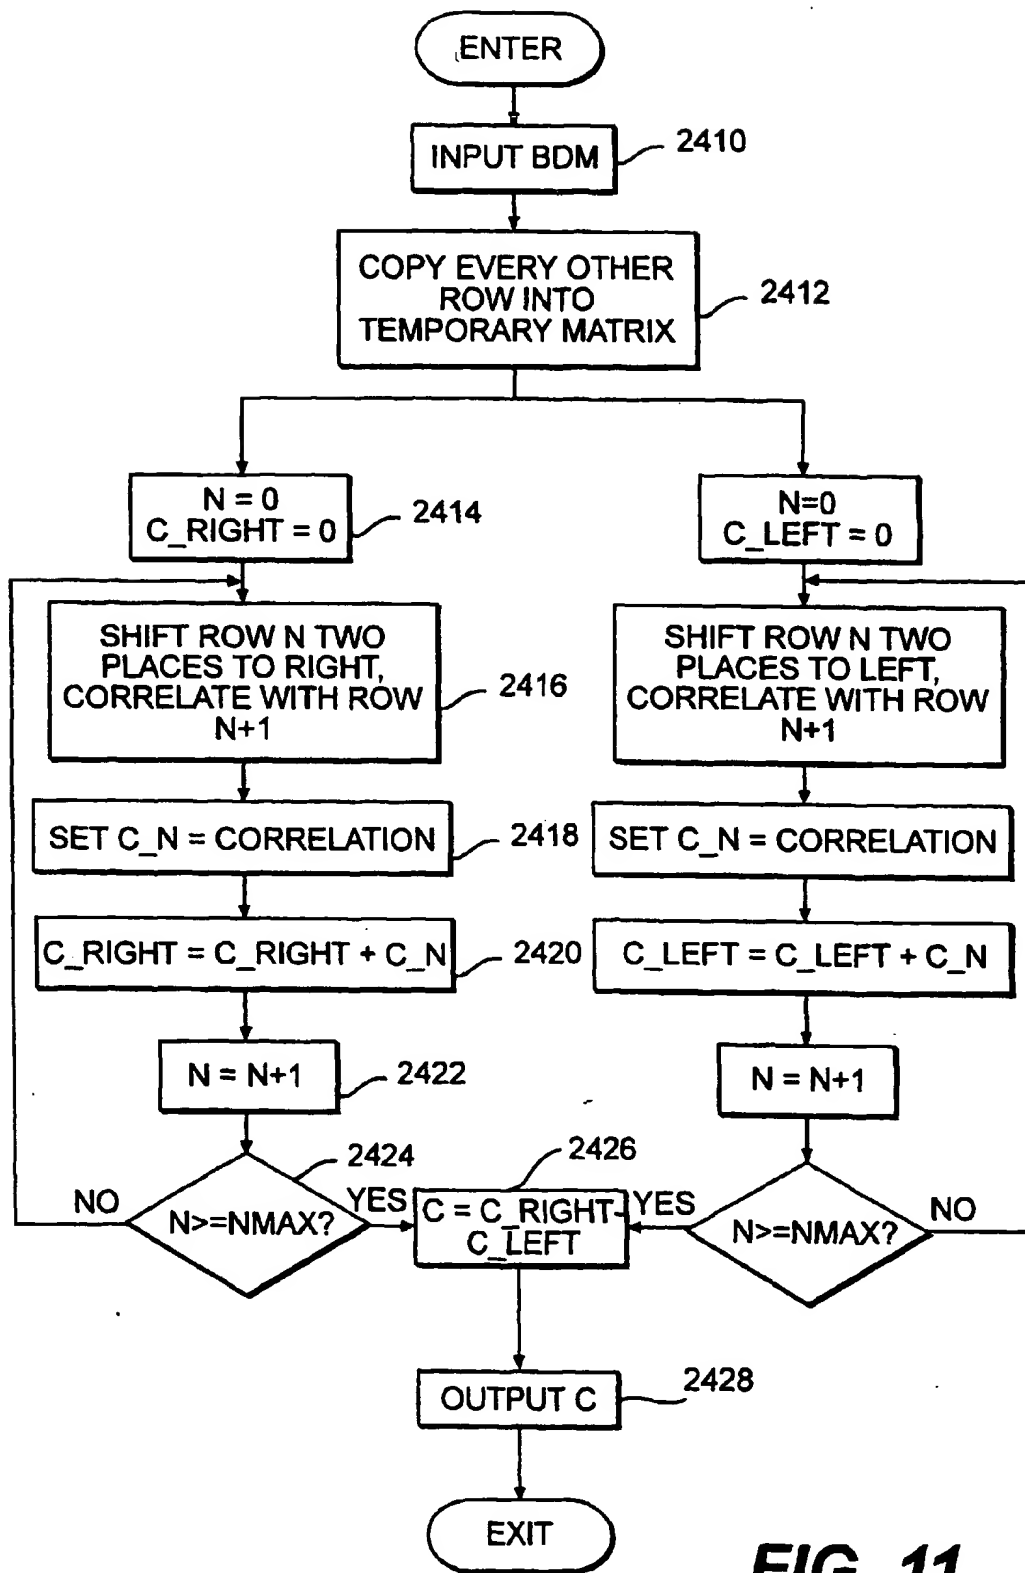 ENTER
INPUT BDM
2410
COPY EVERY OTHER
ROW INTO
TEMPORARY MATRIX
2412
N = 0
C_RIGHT = 0
2414
N=0
C_LEFT = 0
SHIFT ROW N TWO
PLACES TO RIGHT,
CORRELATE WITH ROW
N+1
2416
SHIFT ROW N TWO
PLACES TO LEFT,
CORRELATE WITH ROW
N+1
SET C_N = CORRELATION
2418
SET C_N = CORRELATION
C_RIGHT = C_RIGHT + C_N
2420
C_LEFT = C_LEFT + C_N
N = N+1
2422
N = N+1
2424
2426
NO
N>=NMAX?
YES
C = C_RIGHT-
C_LEFT
YES
N>=NMAX?
NO
OUTPUT C
2428
EXIT
FIG. 11